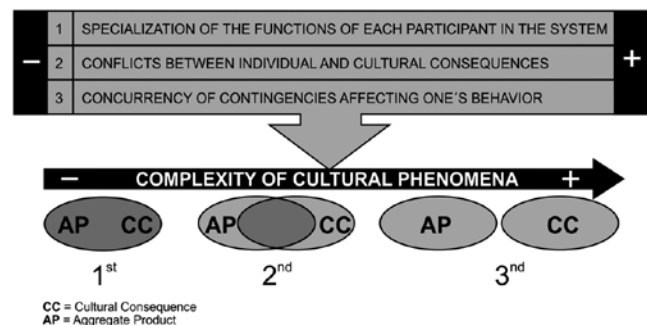 1 SPECIALIZATION OF THE FUNCTIONS OF EACH PARTICIPANT IN THE SYSTEM
− 2 CONFLICTS BETWEEN INDIVIDUAL AND CULTURAL CONSEQUENCES +
3 CONCURRENCY OF CONTINGENCIES AFFECTING ONE´S BEHAVIOR
− COMPLEXITY OF CULTURAL PHENOMENA +
AP CC AP CC AP CC
1st 2nd 3nd
CC = Cultural Consequence
AP = Aggregate Product